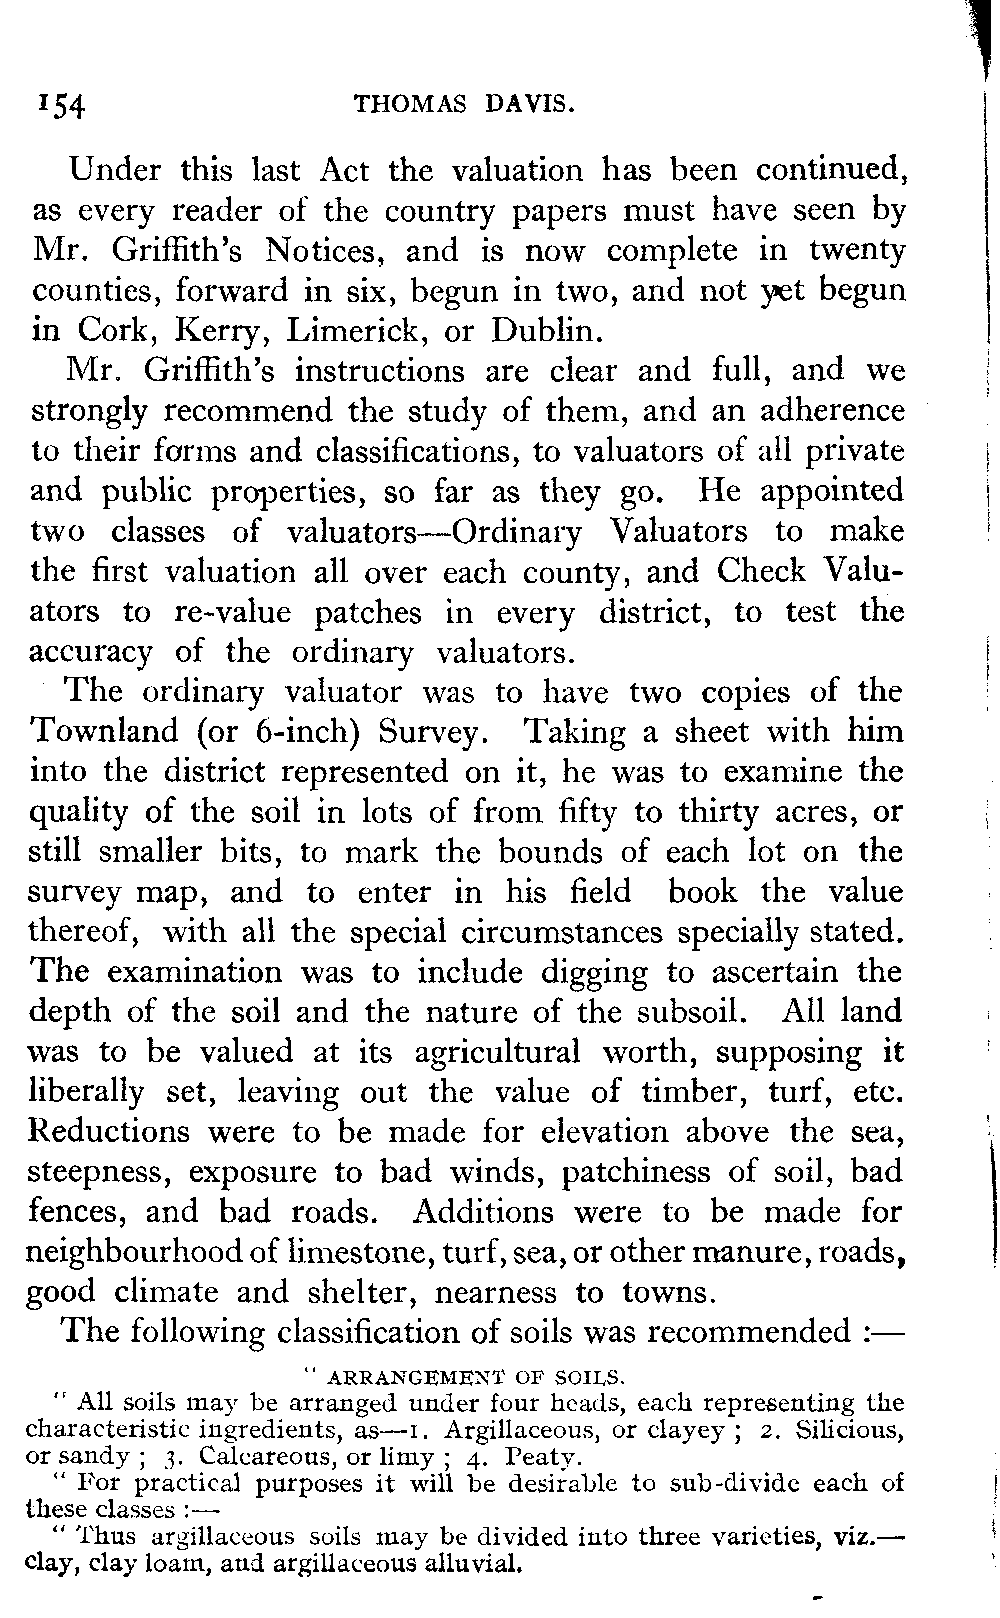 154 THOMAS DAVIS.
Under this last Act the valuation has been continued,
as every reader of the country papers must have seen by
Mr. Griffith's Notices, and is now complete in twenty
counties, forward in six, begun in two, and not yet begun
in Cork, Kerry, Limerick, or Dublin.
Mr. Griffith's instructions are clear and full, and we
strongly recommend the study of them, and an adherence
to their forms and classifications, to valuators of all private
and public properties, so far as they go. He appointed
two classes of valuators—Ordinary Valuators to make
the first valuation all over each county, and Check Valu-
ators to re-value patches in every district, to test the
accuracy of the ordinary valuators.
The ordinary valuator was to have two copies of the
Townland (or 6-inch) Survey. Taking a sheet with him
into the district represented on it, he was to examine the
quality of the soil in lots of from fifty to thirty acres, or
still smaller bits, to mark the bounds of each lot on the
survey map, and to enter in his field book the value
thereof, with all the special circumstances specially stated.
The examination was to include digging to ascertain the
depth of the soil and the nature of the subsoil. All land
was to be valued at its agricultural worth, supposing it
liberally set, leaving out the value of timber, turf, etc.
Reductions were to be made for elevation above the sea,
steepness, exposure to bad winds, patchiness of soil, bad
fences, and bad roads. Additions were to be made for
neighbourhood of limestone, turf, sea, or other manure, roads,
good climate and shelter, nearness to towns.
The following classification of soils was recommended :—
" ARRANGEMENT OF SOILS.
" All soils may be arranged under four heads, each representing the
characteristic ingredients, as—1. Argillaceous, or clayey ; 2. Silicious,
or sandy ; 3. Calcareous, or limy ; 4. Peaty.
" For practical purposes it will be desirable to sub-divide each of
these classes :—
" Thus argillaceous soils may be divided into three varieties, viz.—
clay, clay loam, and argillaceous alluvial.